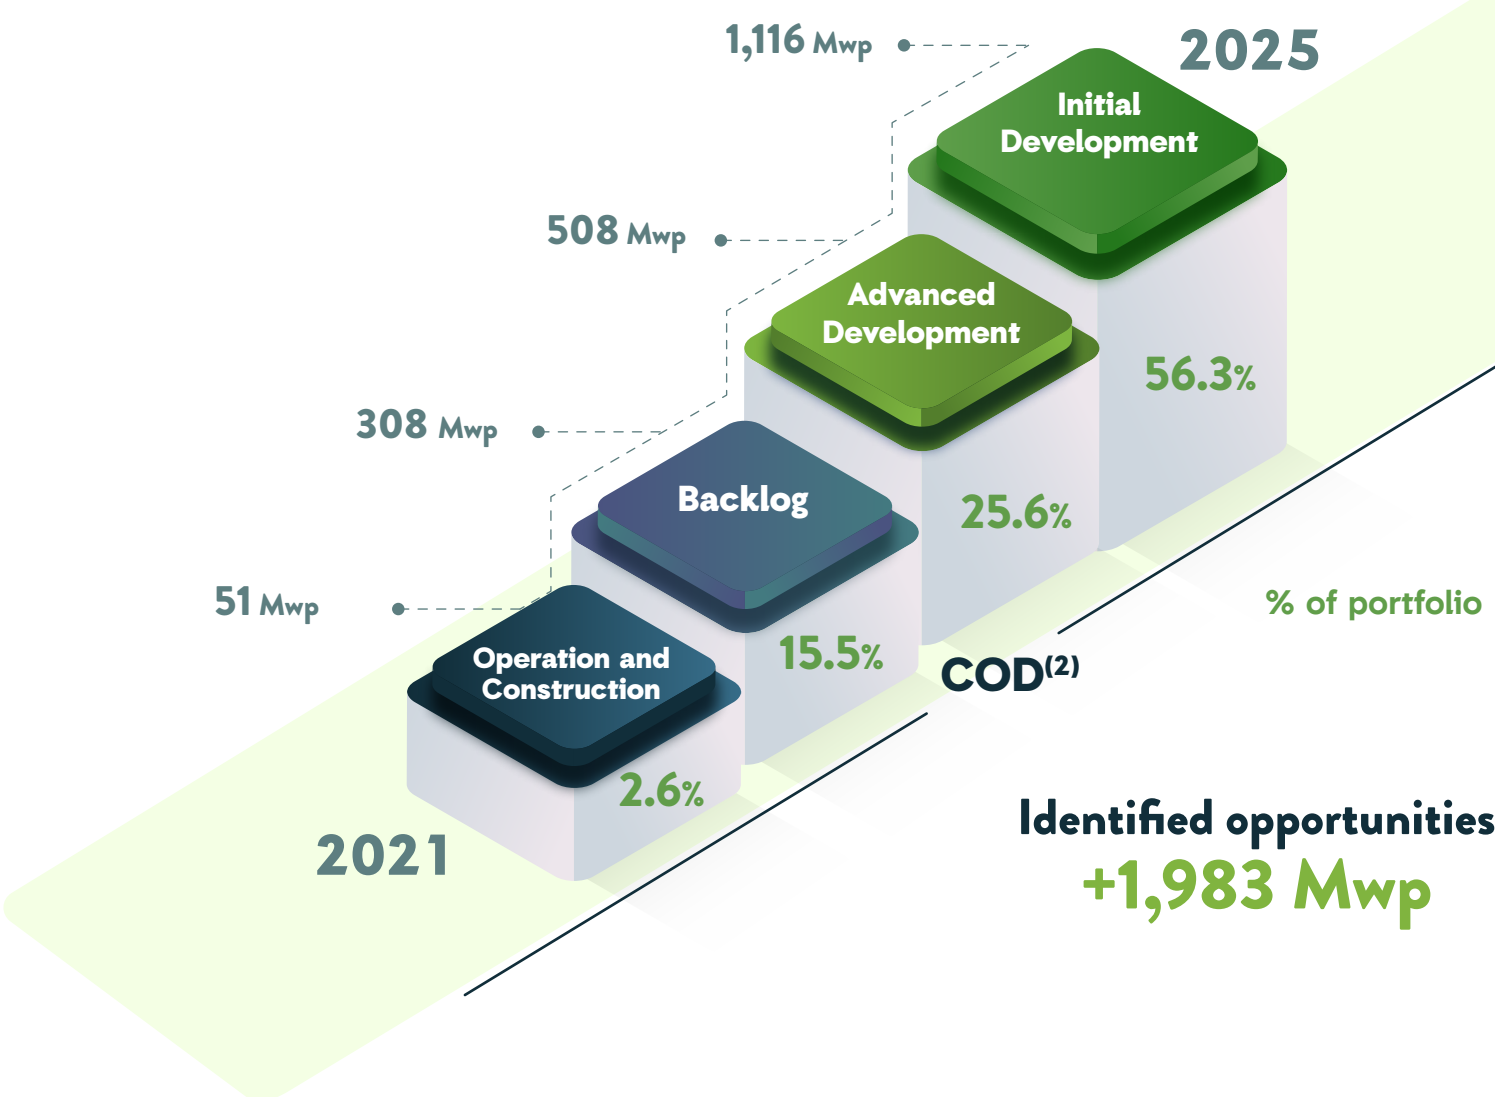 1,116 Mwp
2025
Initial
Development
508 Mwp
Advanced
Development
56.3%
308 Mwp
Backlog
25.6%
51 Mwp
% of portfolio
Operation and
Construction
15.5%
COD(2)
2.6%
2021
Identified opportunities
+1,983 Mwp